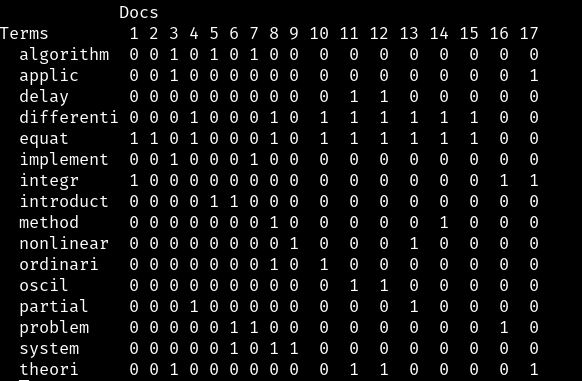 Docs
Terms 1 2 3 4 5 6 7 8 9 10 11 12 13 14 15 16 17
algorithm 0 0 1 0 1 0 1 0 0 0 0 0 0 0 0 0 0
applic 0 0 1 0 0 0 0 0 0 0 0 0 0 0 0 0 1
delay 0 0 0 0 0 0 0 0 0 0 1 1 0 0 0 0 0
differenti 0 0 0 1 0 0 0 1 0 1 1 1 1 1 1 0 0
equat 1 1 0 1 0 0 0 1 0 1 1 1 1 1 1 0 0
implement 0 0 1 0 0 0 1 0 0 0 0 0 0 0 0 0 0
integr 1 0 0 0 0 0 0 0 0 0 0 0 0 0 0 1 1
introduct 0 0 0 0 1 1 0 0 0 0 0 0 0 0 0 0 0
method 0 0 0 0 0 0 0 1 0 0 0 0 0 1 0 0 0
nonlinear 0 0 0 0 0 0 0 0 1 0 0 0 1 0 0 0 0
ordinari 0 0 0 0 0 0 0 1 0 1 0 0 0 0 0 0 0
oscil 0 0 0 0 0 0 0 0 0 0 1 1 0 0 0 0 0
partial 0 0 0 1 0 0 0 0 0 0 0 0 1 0 0 0 0
problem 0 0 0 0 0 1 1 0 0 0 0 0 0 0 0 1 0
system 0 0 0 0 0 1 0 1 1 0 0 0 0 0 0 0 0
theori 0 0 1 0 0 0 0 0 0 0 1 1 0 0 0 0 1